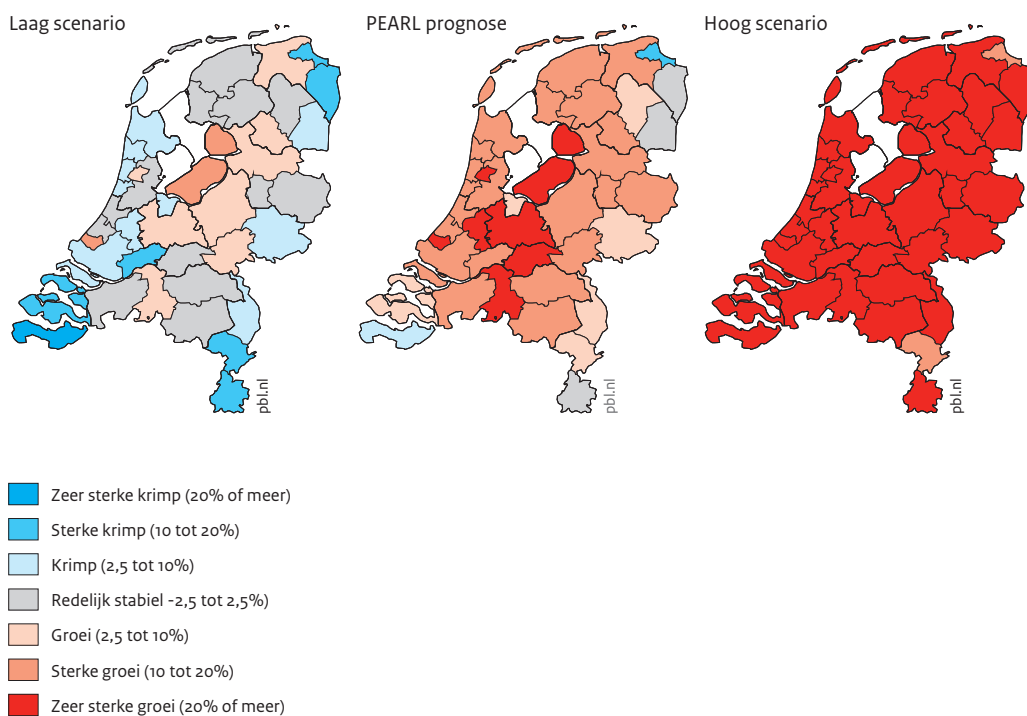 Laag scenario
PEARL prognose
Hoog scenario
pbl.nl
pbl.nl
pbl.nl
Zeer sterke krimp (20% of meer)
Sterke krimp (10 tot 20%)
Krimp (2,5 tot 10%)
Redelijk stabiel -2,5 tot 2,5%)
Groei (2,5 tot 10%)
Sterke groei (10 tot 20%)
Zeer sterke groei (20% of meer)